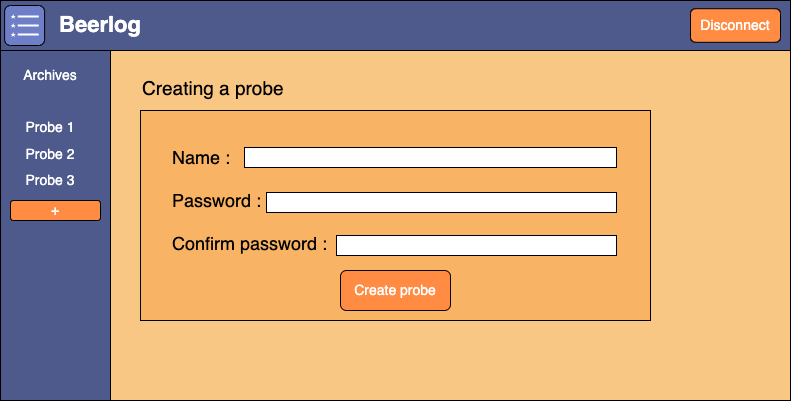 Beerlog
Disconnect
Archives
Probe 1
Probe 2
Probe 3
+
Creating a probe
Name :
Password :
Confirm password :
Create probe